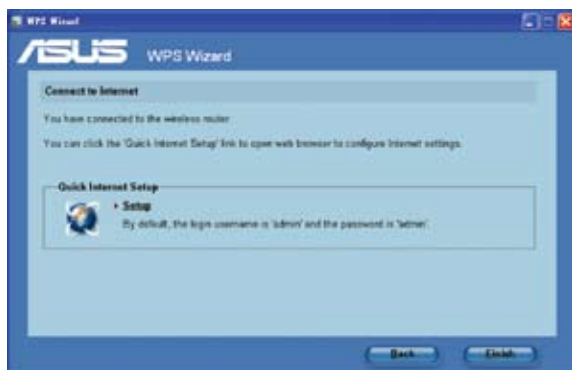 WPS Wizard
ASUS WPS Wizard
Connect to Internet
You have connected to the wireless router
You can click the 'Quick Internet Setup' link to open web browser to configure Internet settings.
Quick Internet Setup
Setup
By default, the login username is 'admin' and the password is 'admin'.
Back
Finish